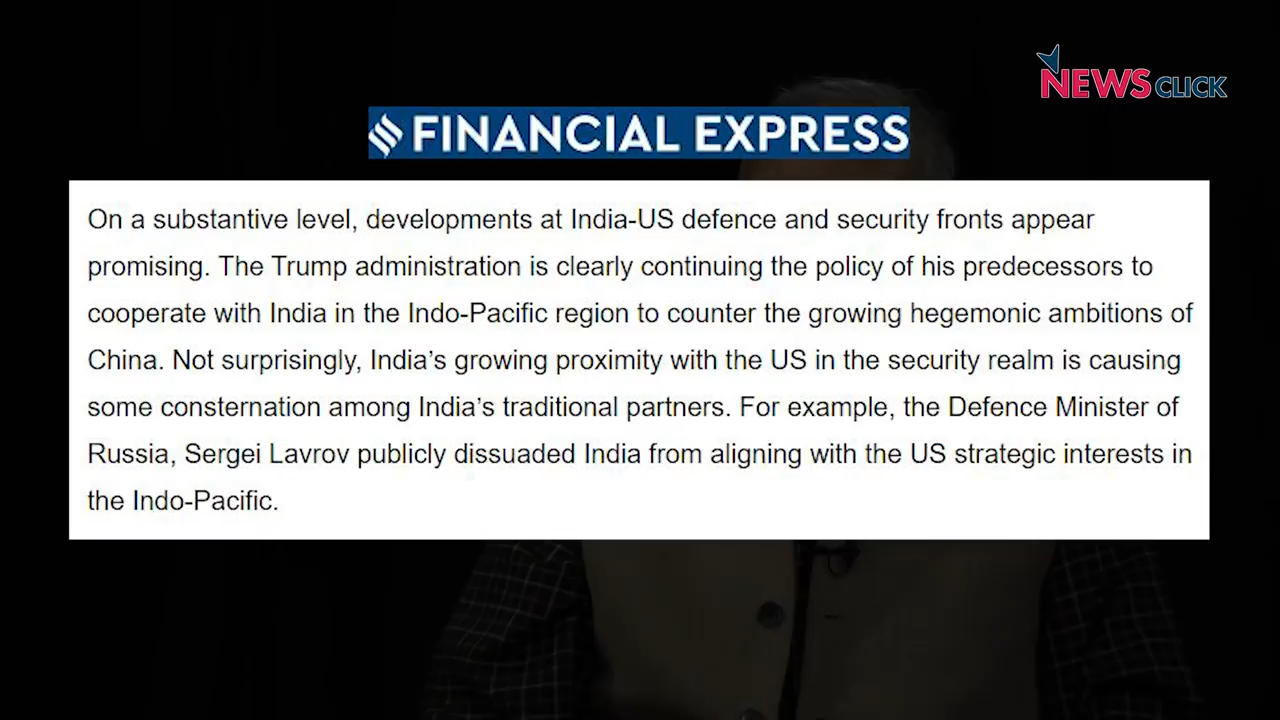 NEWS CLICK
FINANCIAL EXPRESS
On a substantive level, developments at India-US defence and security fronts appear
promising. The Trump administration is clearly continuing the policy of his predecessors to
cooperate with India in the Indo-Pacific region to counter the growing hegemonic ambitions of
China. Not surprisingly, India’s growing proximity with the US in the security realm is causing
some consternation among India’s traditional partners. For example, the Defence Minister of
Russia, Sergei Lavrov publicly dissuaded India from aligning with the US strategic interests in
the Indo-Pacific.